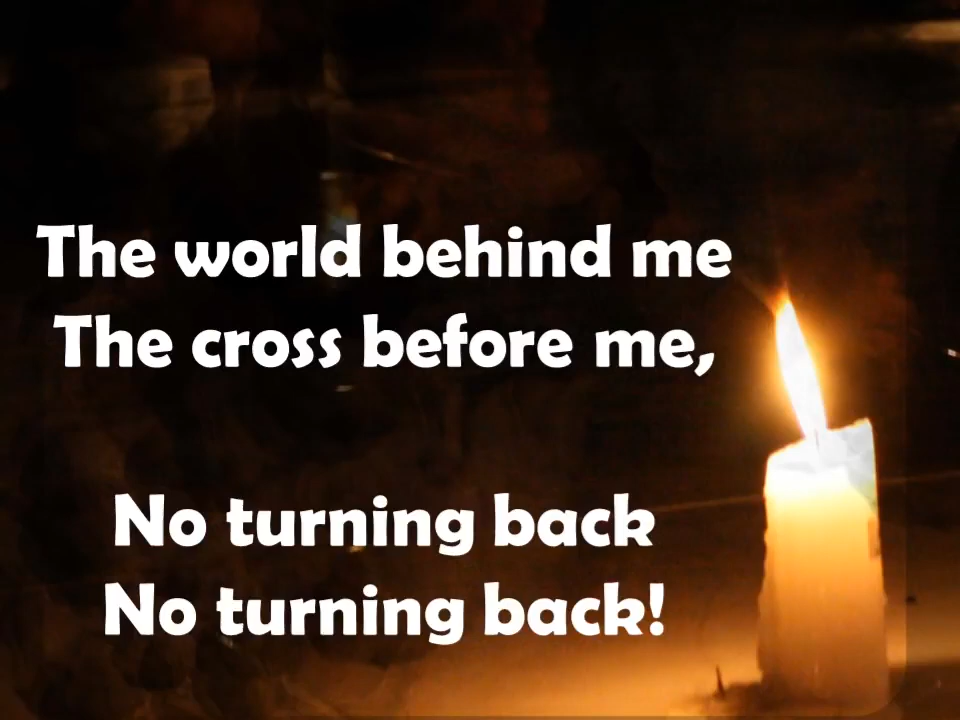 The world behind me
The cross before me,
No turning back
No turning back!